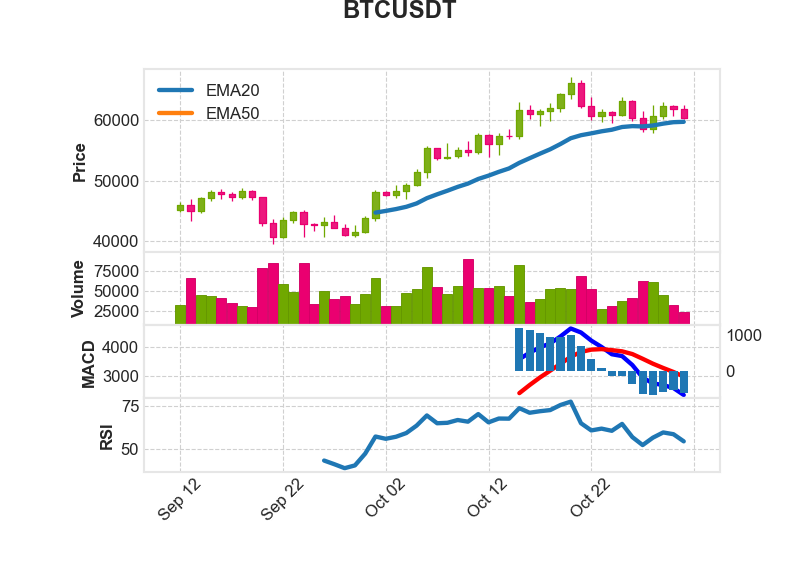 BTCUSDT
EMA20
EMA50
60000
50000
40000
Price
75000
50000
25000
Volume
4000
3000
MACD
1000
0
75
50
RSI
Sep 12
Sep 22
Oct 02
Oct 12
Oct 22